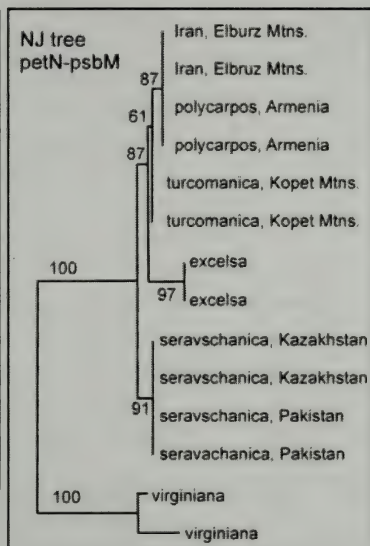 NJ tree
petN-psbM
Iran, Elburz Mtns.
87
Iran, Elbruz Mtns.
61
polycarpos, Armenia
87
polycarpos, Armenia
turcomanica, Kopet Mtns.
turcomanica, Kopet Mtns.
100
excelsa
97
excelsa
seravschanica, Kazakhstan
seravschanica, Kazakhstan
91
seravschanica, Pakistan
seravachanica, Pakistan
100
virginiana
virginiana